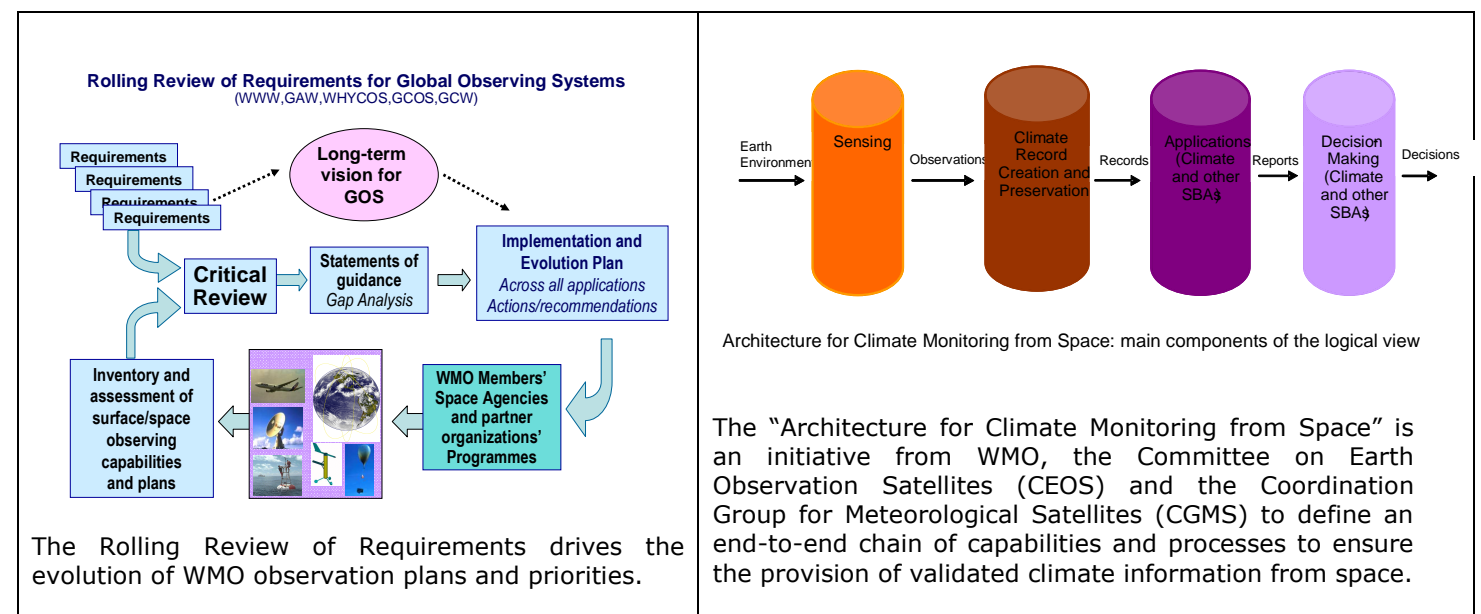 Rolling Review of Requirements for Global Observing Systems
(WWW,GAW,WHYCOS,GCOS,GCW)
Requirements
Requirements
Requirements
Requirements
Long-term
vision for
GOS
Critical
Review
Statements of
guidance
Gap Analysis
Implementation and
Evolution Plan
Across all applications
Actions/recommendations
Inventory and
assessment of
surface/space
observing
capabilities
and plans
WMO Members'
Space Agencies
and partner
organizations'
Programmes
The Rolling Review of Requirements drives the
evolution of WMO observation plans and priorities.
Earth
Environmen
Sensing
Observations
Climate
Record
Creation and
Preservation
Records
Applications
(Climate
and other
SBAs)
Reports
Decision-
Making
(Climate
and other
SBAs)
Decisions
Architecture for Climate Monitoring from Space: main components of the logical view
The “Architecture for Climate Monitoring from Space” is
an initiative from WMO, the Committee on Earth
Observation Satellites (CEOS) and the Coordination
Group for Meteorological Satellites (CGMS) to define an
end-to-end chain of capabilities and processes to ensure
the provision of validated climate information from space.